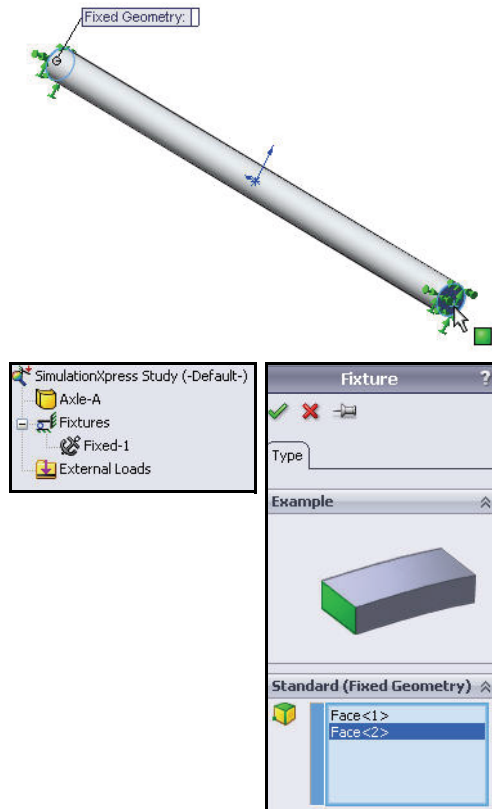 Fixed Geometry:
SimulationXpress Study (-Default-)
Axle-A
Fixtures
Fixed-1
External Loads
Fixture ?
Type
Example
Standard (Fixed Geometry)
Face<1>
Face<2>